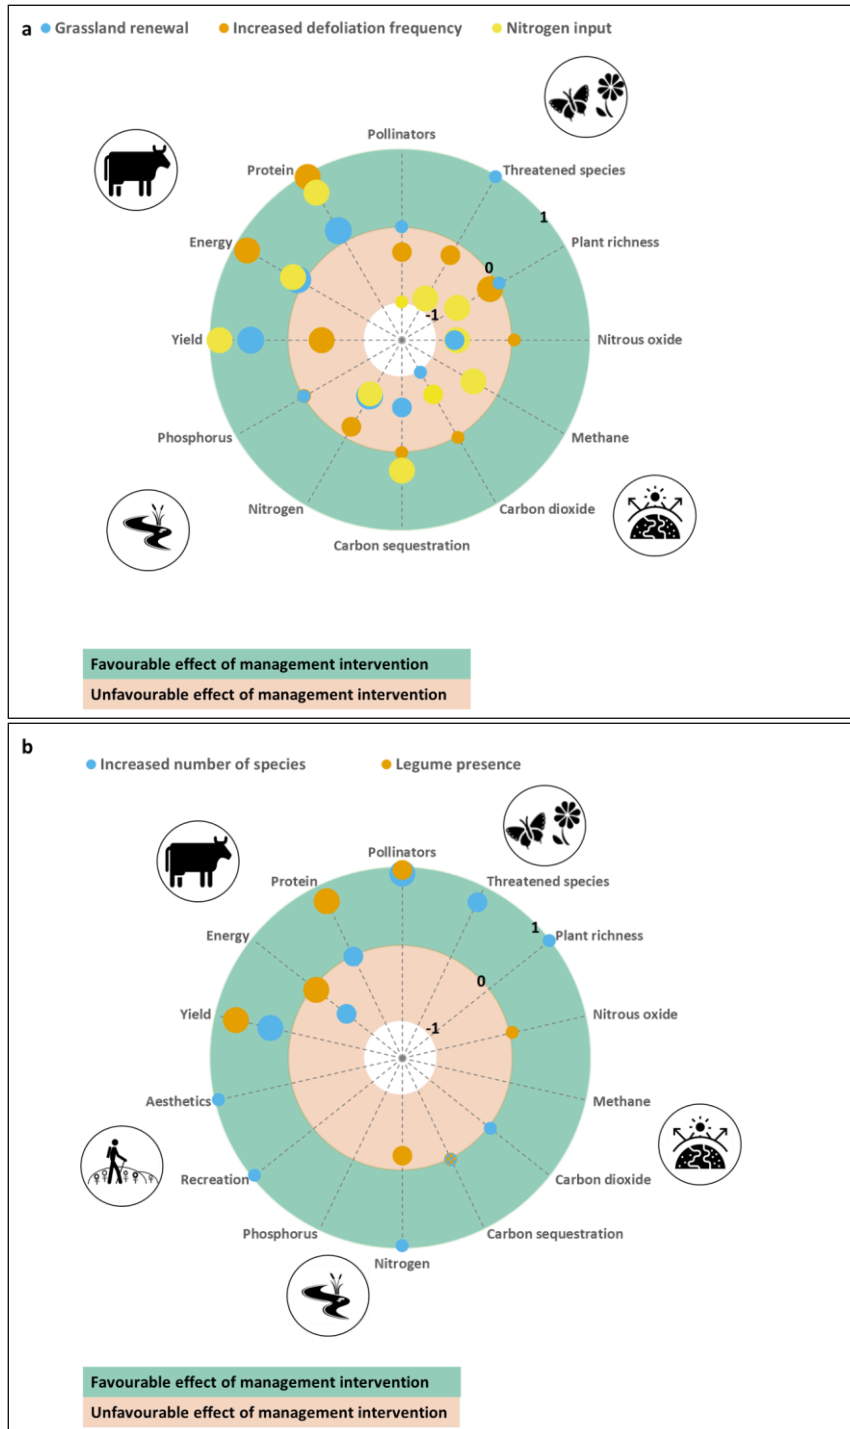 a
Grassland renewal
Increased defoliation frequency
Nitrogen input
Pollinators
Protein
Threatened species
1
Energy
Plant richness
0
-1
Yield
Nitrous oxide
Phosphorus
Methane
Nitrogen
Carbon dioxide
Carbon sequestration
Favourable effect of management intervention
Unfavourable effect of management intervention
b
Increased number of species
Legume presence
Pollinators
Protein
Threatened species
1
Energy
Plant richness
0
Yield
Nitrous oxide
-1
Aesthetics
Methane
Recreation
Carbon dioxide
Phosphorus
Carbon sequestration
Nitrogen
Favourable effect of management intervention
Unfavourable effect of management intervention